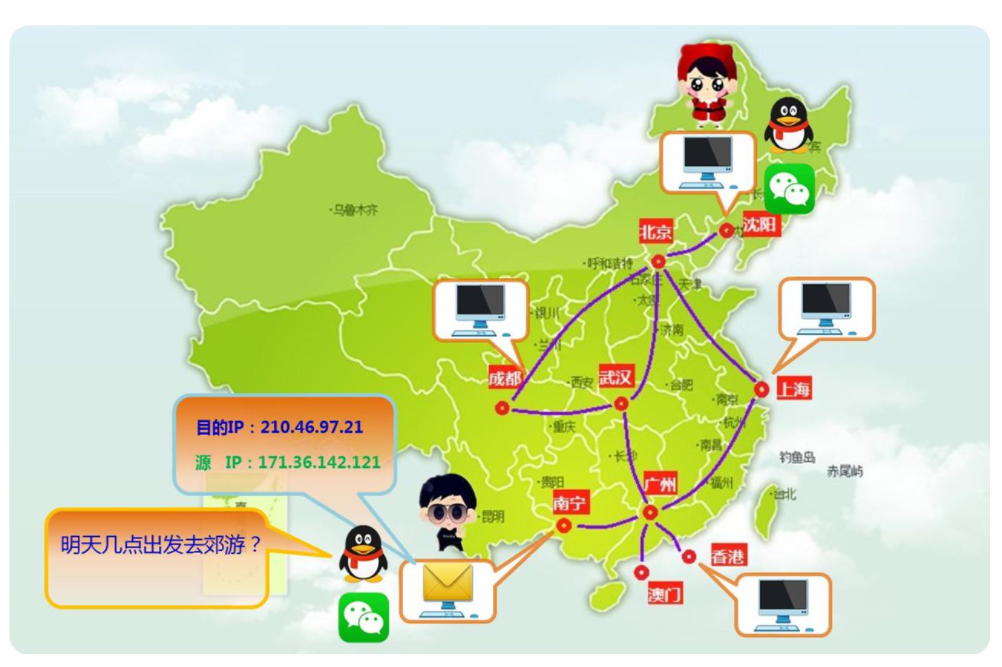 宾
·乌鲁木齐
沈阳
北京
·呼和浩特
石家庄
天津
·太原
·银川
·济南
·兰州
成都
·西安
武汉
·合肥
上海
·南京
·杭州
·重庆
目的IP：210.46.97.21
·南昌
·长沙
钓鱼岛
赤尾屿
源 IP：171.36.142.121
·贵阳
广州
·福州
·台北
南宁
·昆明
明天几点出发去郊游？
香港
澳门